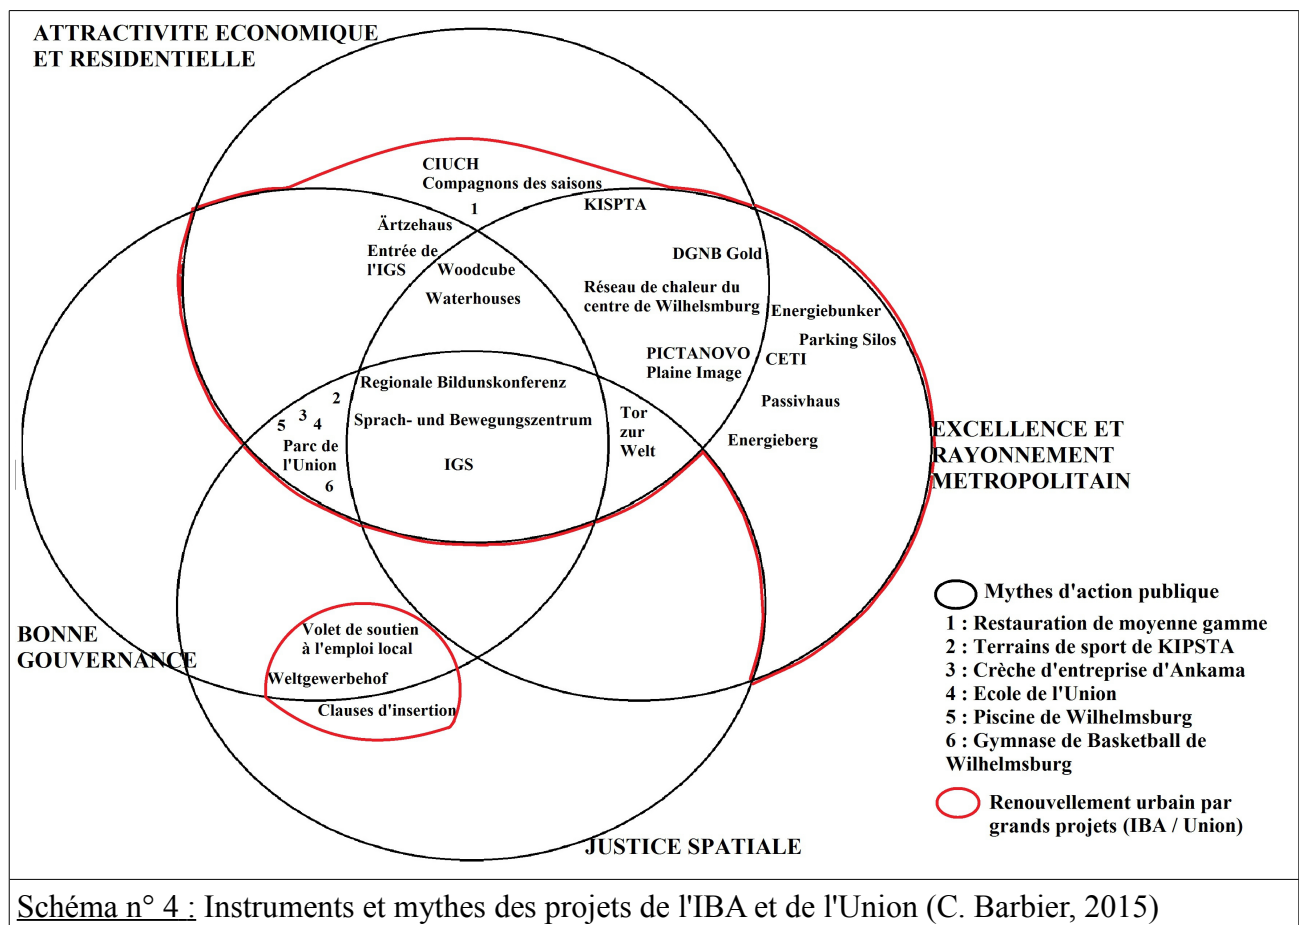 ATTRACTIVITE ECONOMIQUE
ET RESIDENTIELLE
CIUCH
Compagnons des saisons
1
KISPTA
Ärtzehaus
Entrée de
l'IGS
Woodcube
Waterhouses
DGNB Gold
Réseau de chaleur du
centre de Wilhelsmburg
Energiebunker
Parking Silos
PICTANOVO
Plaine Image
CETI
Passivhaus
Energieberg
Regionale Bildunskonferenz
2
3
4
5
Sprach- und Bewegungszentrum
Tor
zur
Welt
Parc de
l'Union
6
IGS
EXCELLENCE ET
RAYONNEMENT
METROPOLITAIN
BONNE
GOUVERNANCE
Volet de soutien
à l'emploi local
Weltgewerbehof
Clauses d'insertion
JUSTICE SPATIALE
Mythes d'action publique
1 : Restauration de moyenne gamme
2 : Terrains de sport de KIPSTA
3 : Crèche d'entreprise d'Ankama
4 : Ecole de l'Union
5 : Piscine de Wilhelmsburg
6 : Gymnase de Basketball de
Wilhelmsburg
Renouvellement urbain par
grands projets (IBA / Union)
Schéma n° 4 : Instruments et mythes des projets de l'IBA et de l'Union (C. Barbier, 2015)